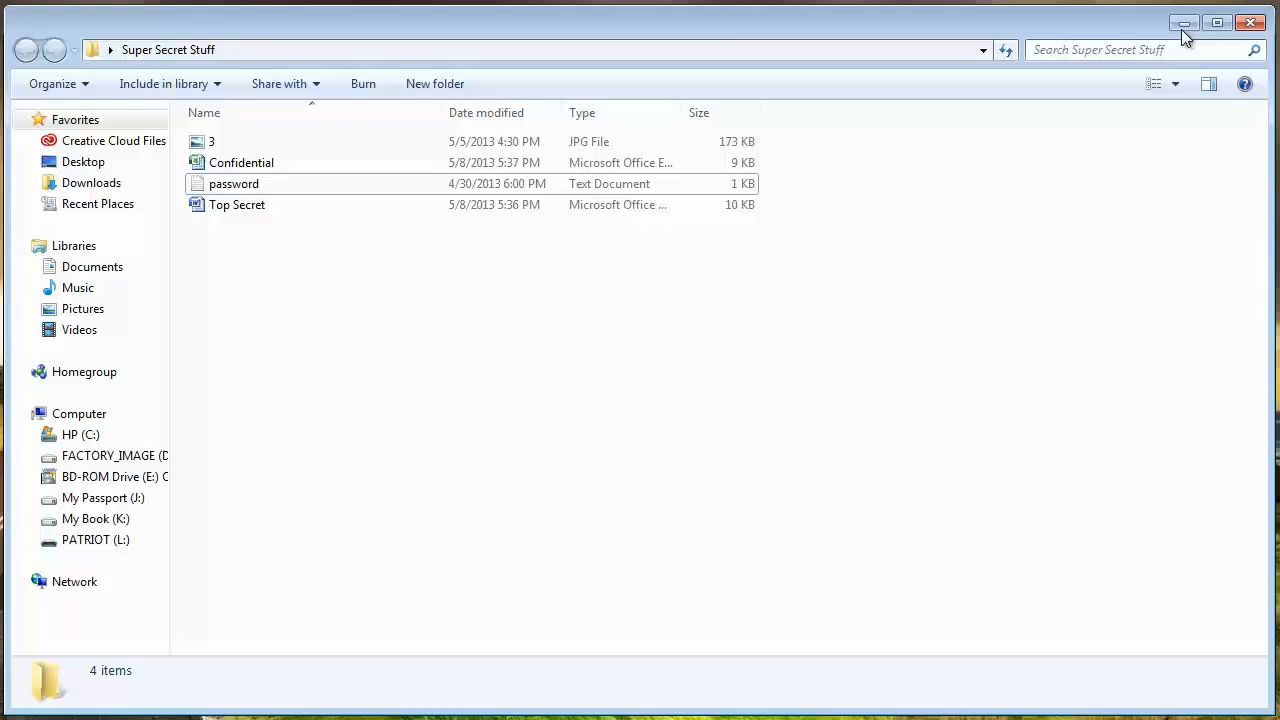 Super Secret Stuff
Search Super Secret Stuff
Organize Include in library Share with Burn New folder
Name Date modified Type Size
Favorites
Creative Cloud Files
Desktop
Downloads
Recent Places
Libraries
Documents
Music
Pictures
Videos
Homegroup
Computer
HP (C:)
FACTORY_IMAGE (D
BD-ROM Drive (E:) C
My Passport (J:)
My Book (K:)
PATRIOT (L:)
Network
3 5/5/2013 4:30 PM JPG File 173 KB
Confidential 5/8/2013 5:37 PM Microsoft Office E... 9 KB
password 4/30/2013 6:00 PM Text Document 1 KB
Top Secret 5/8/2013 5:36 PM Microsoft Office ... 10 KB
4 items